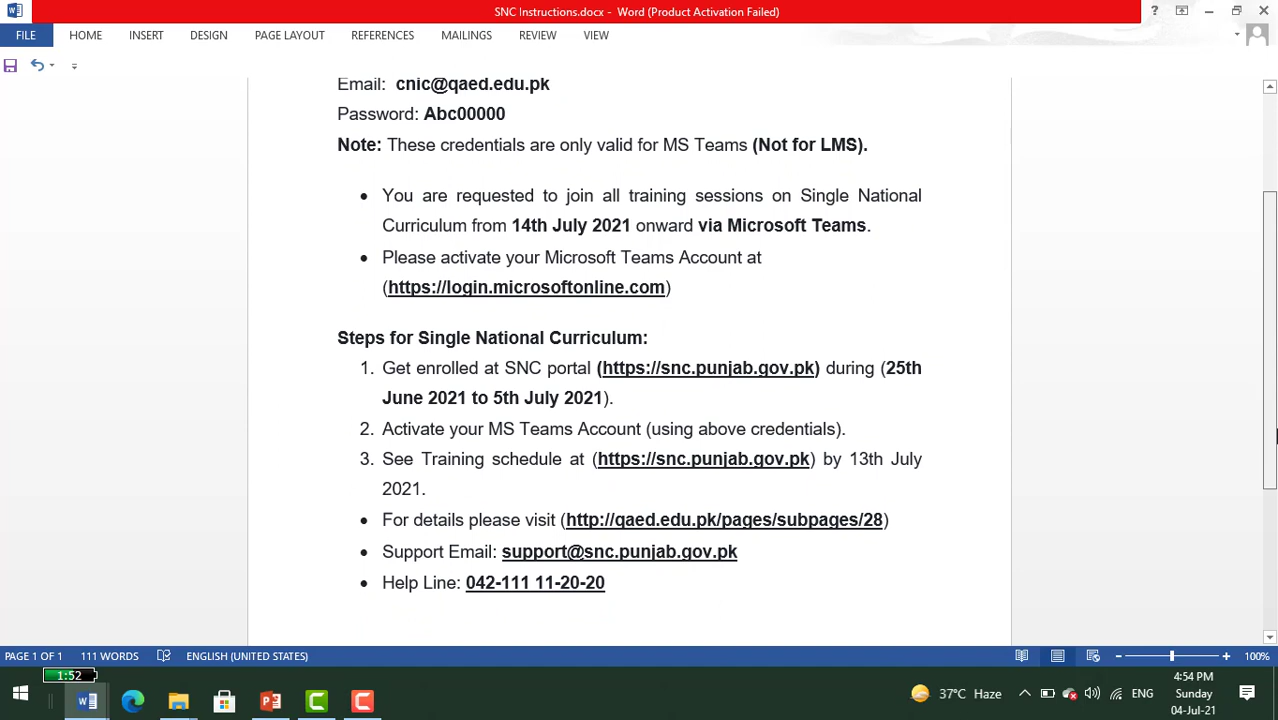 SNC Instructions.docx - Word (Product Activation Failed)
FILE HOME INSERT DESIGN PAGE LAYOUT REFERENCES MAILINGS REVIEW VIEW
Email: cnic@qaed.edu.pk
Password: Abc00000
Note: These credentials are only valid for MS Teams (Not for LMS).
• You are requested to join all training sessions on Single National
Curriculum from 14th July 2021 onward via Microsoft Teams.
• Please activate your Microsoft Teams Account at
(https://login.microsoftonline.com)
Steps for Single National Curriculum:
1. Get enrolled at SNC portal (https://snc.punjab.gov.pk) during (25th
June 2021 to 5th July 2021).
2. Activate your MS Teams Account (using above credentials).
3. See Training schedule at (https://snc.punjab.gov.pk) by 13th July
2021.
• For details please visit (http://qaed.edu.pk/pages/subpages/28)
• Support Email: support@snc.punjab.gov.pk
• Help Line: 042-111 11-20-20
PAGE 1 OF 1 111 WORDS ENGLISH (UNITED STATES) 100%
1:52
37°C Haze ENG
4:54 PM
Sunday
04-Jul-21